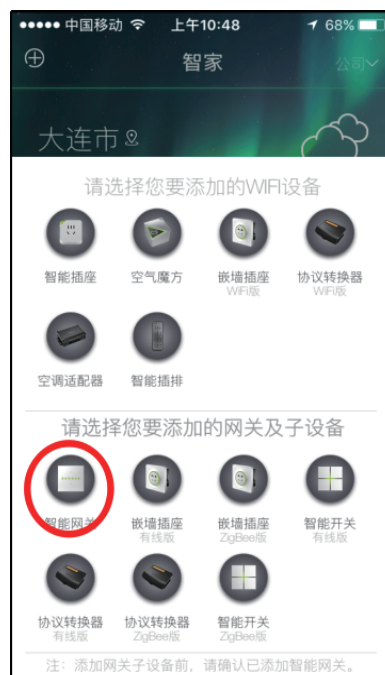 中国移动 上午10:48 68%
智家 公司
大连市
请选择您要添加的WIFI设备
智能插座 空气魔方 嵌墙插座 协议转换器
WiFi版 WiFi版
空调适配器 智能插排
请选择您要添加的网关及子设备
智能网关 嵌墙插座 嵌墙插座 智能开关
有线版 ZigBee版 有线版
协议转换器 协议转换器 智能开关
有线版 ZigBee版 ZigBee版
注：添加网关子设备前，请确认已添加智能网关。